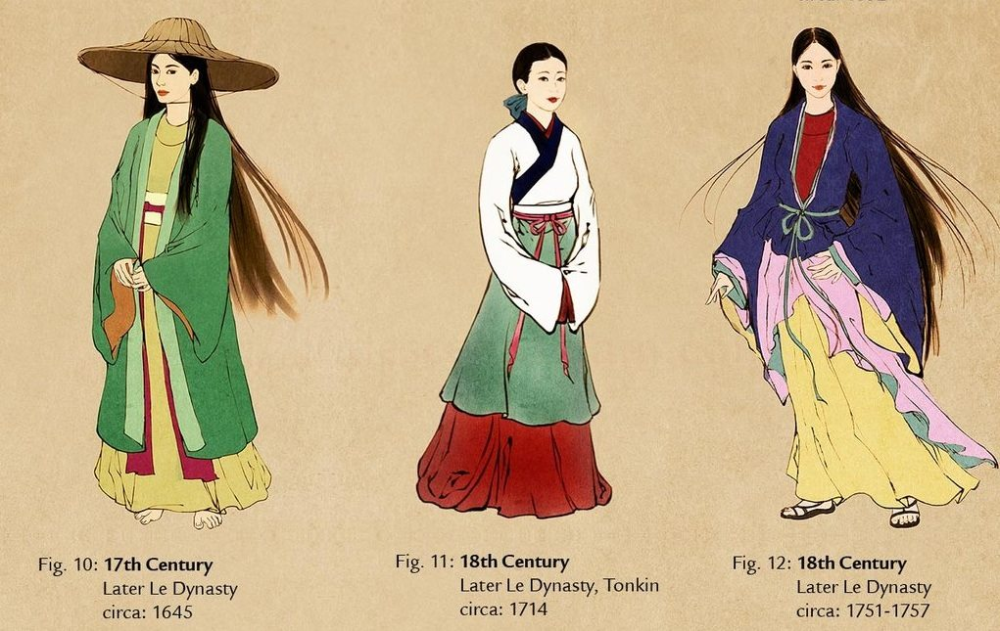 Fig. 10: 17th Century
Later Le Dynasty
circa: 1645
Fig. 11: 18th Century
Later Le Dynasty, Tonkin
circa: 1714
Fig. 12: 18th Century
Later Le Dynasty
circa: 1751-1757